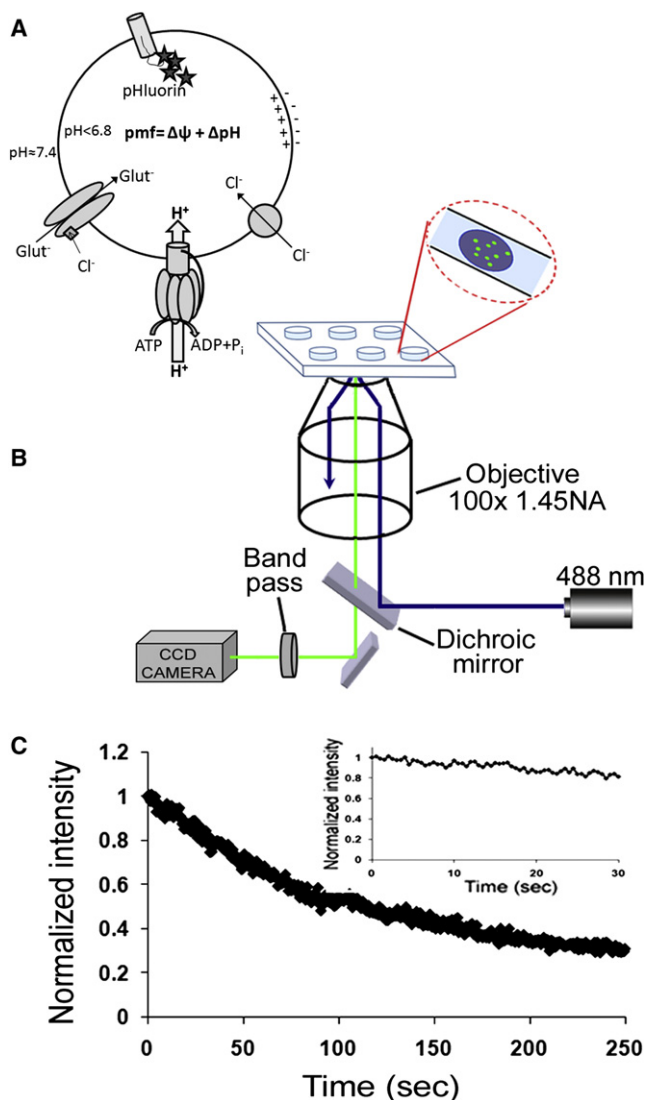 A
pHluorin
pH<6.8
pmf= Δψ + ΔpH
pH≈7.4
+ -
+ -
+ -
+ -
+ -
Glut⁻
Cl⁻
H⁺
Glut⁻
Cl⁻
Cl⁻
ATP
ADP+Pᵢ
H⁺
B
Objective
100x 1.45NA
Band
pass
488 nm
Dichroic
mirror
CCD
CAMERA
C
Normalized intensity
1.2
1
0.8
0.6
0.4
0.2
0
0
50
100
150
200
250
Time (sec)
Normalized intensity
1
0.8
0.6
0.4
0.2
0
0
10
20
30
Time (sec)